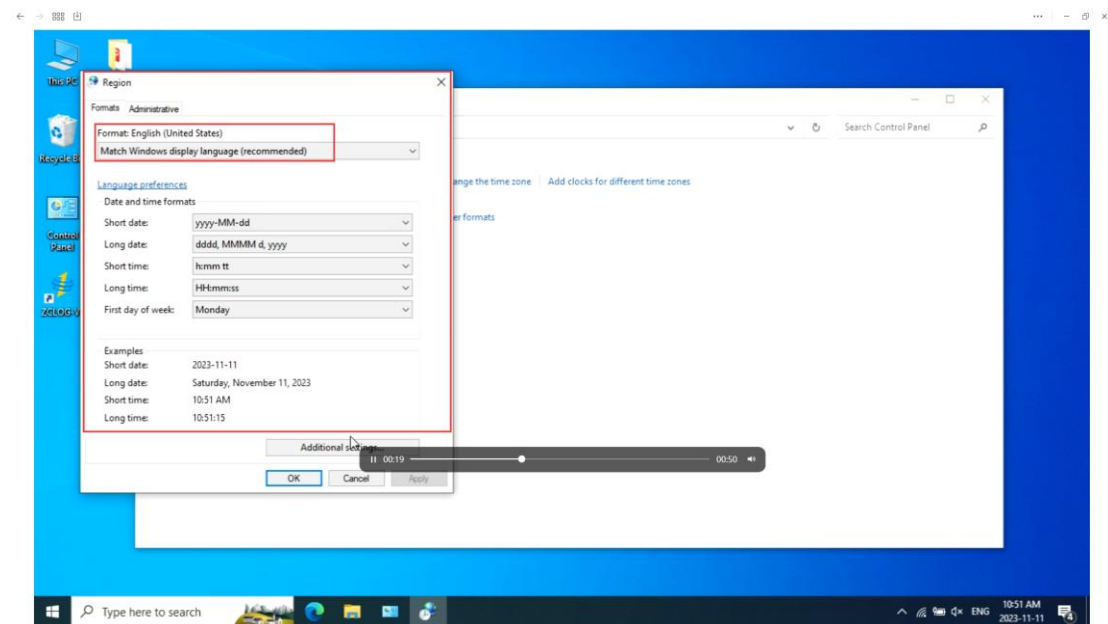 This PC
Region
Formats Administrative
Format: English (United States)
Match Windows display language (recommended)
Search Control Panel
Language preferences
ange the time zone Add clocks for different time zones
Date and time formats
er formats
Short date: yyyy-MM-dd
Long date: dddd, MMMM d, yyyy
Short time: h:mm tt
Long time: HH:mm:ss
First day of week: Monday
Recycle B
Control
Panel
ZCLOG-V
Examples
Short date: 2023-11-11
Long date: Saturday, November 11, 2023
Short time: 10:51 AM
Long time: 10:51:15
Additional settings...
00:19 00:50
OK Cancel Apply
Type here to search
ENG
10:51 AM
2023-11-11
4